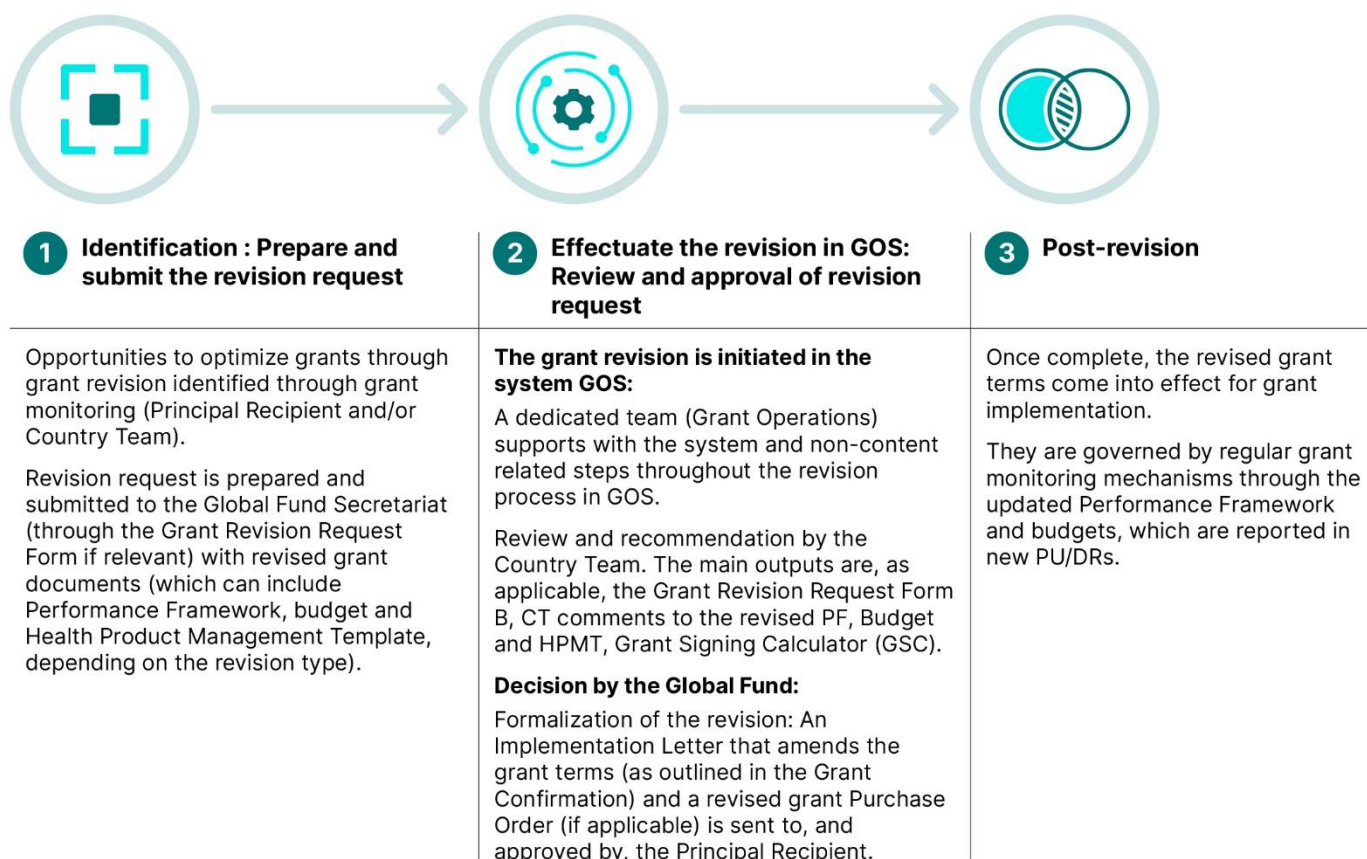 1
Identification : Prepare and
submit the revision request
Opportunities to optimize grants through
grant revision identified through grant
monitoring (Principal Recipient and/or
Country Team).
Revision request is prepared and
submitted to the Global Fund Secretariat
(through the Grant Revision Request
Form if relevant) with revised grant
documents (which can include
Performance Framework, budget and
Health Product Management Template,
depending on the revision type).
2
Effectuate the revision in GOS:
Review and approval of revision
request
The grant revision is initiated in the
system GOS:
A dedicated team (Grant Operations)
supports with the system and non-content
related steps throughout the revision
process in GOS.
Review and recommendation by the
Country Team. The main outputs are, as
applicable, the Grant Revision Request Form
B, CT comments to the revised PF, Budget
and HPMT, Grant Signing Calculator (GSC).
Decision by the Global Fund:
Formalization of the revision: An
Implementation Letter that amends the
grant terms (as outlined in the Grant
Confirmation) and a revised grant Purchase
Order (if applicable) is sent to, and
approved by, the Principal Recipient.
3
Post-revision
Once complete, the revised grant
terms come into effect for grant
implementation.
They are governed by regular grant
monitoring mechanisms through the
updated Performance Framework
and budgets, which are reported in
new PU/DRs.